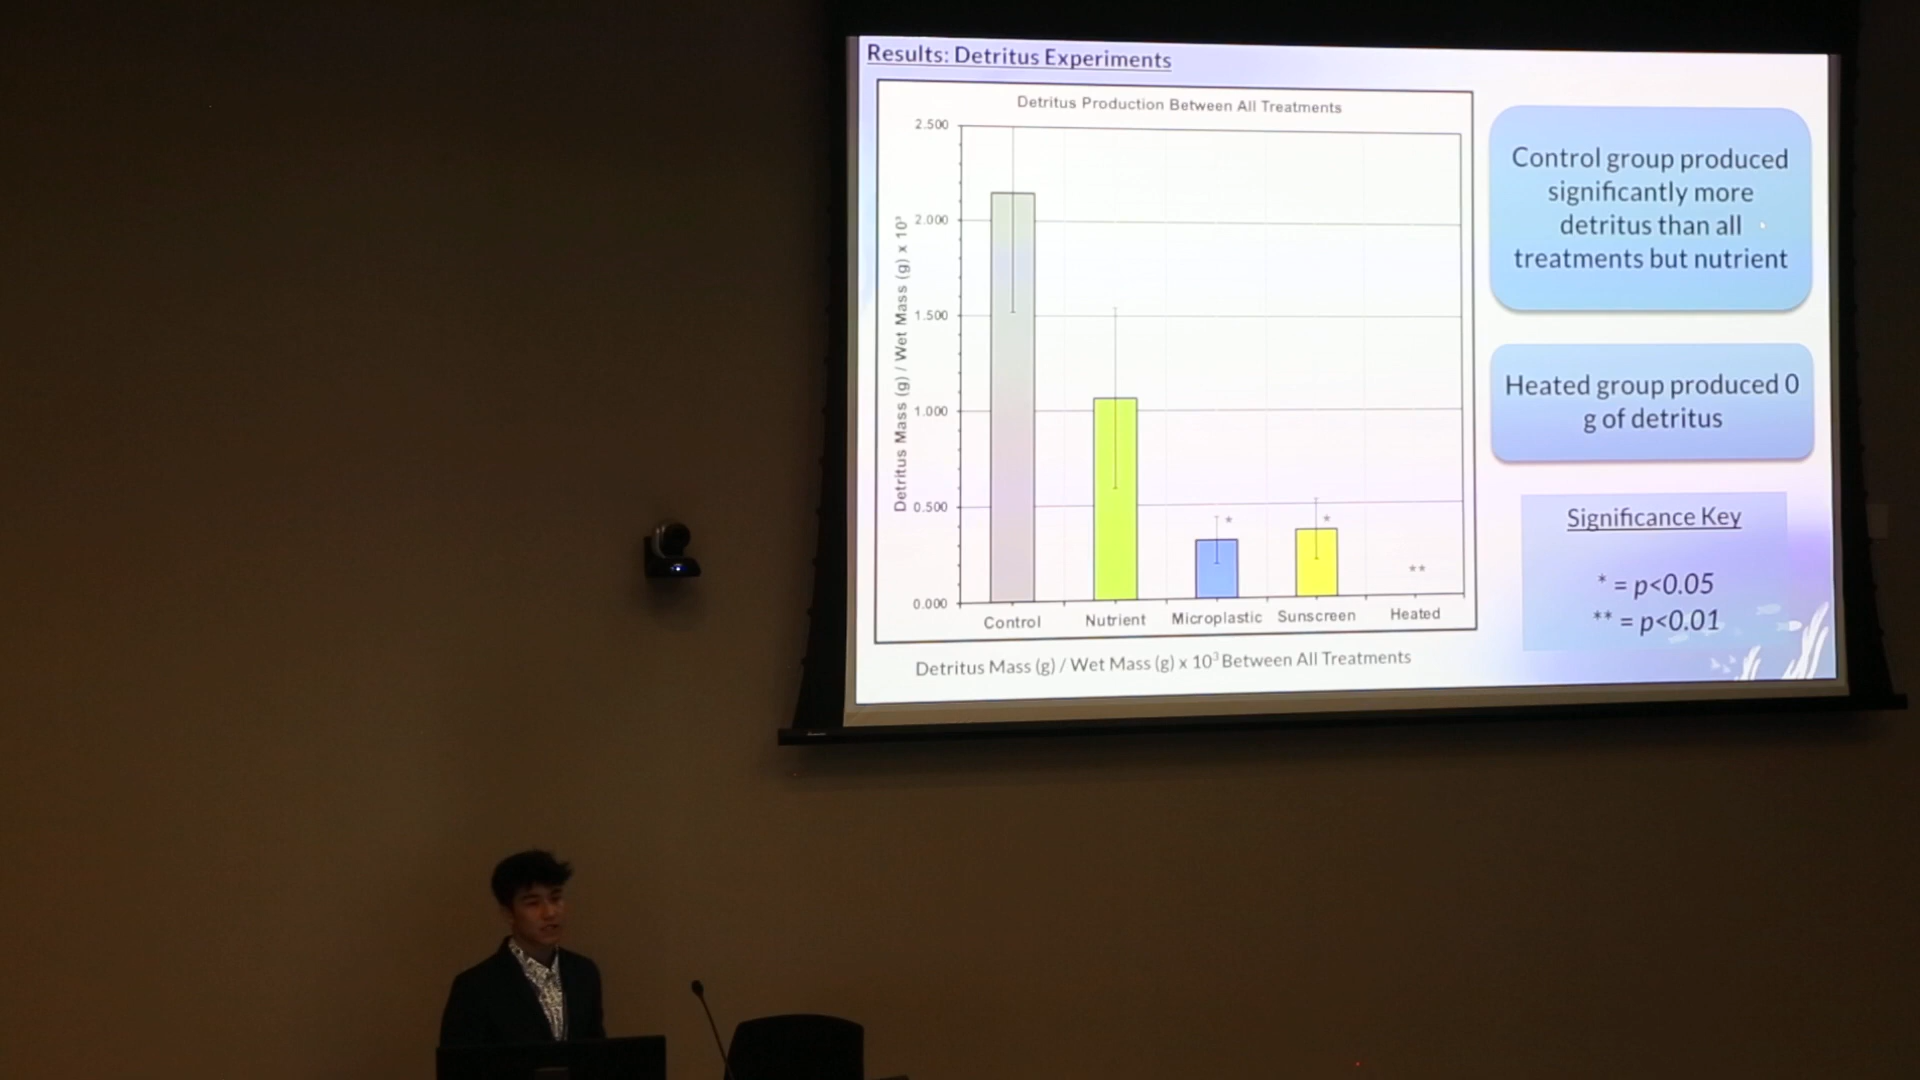 Results: Detritus Experiments
Detritus Production Between All Treatments
Detritus Mass (g) / Wet Mass (g) x 10³
2.500
2.000
1.500
1.000
0.500
0.000
*
*
**
Control Nutrient Microplastic Sunscreen Heated
Detritus Mass (g) / Wet Mass (g) x 10³ Between All Treatments
Control group produced
significantly more
detritus than all
treatments but nutrient
Heated group produced 0
g of detritus
Significance Key
* = p<0.05
** = p<0.01